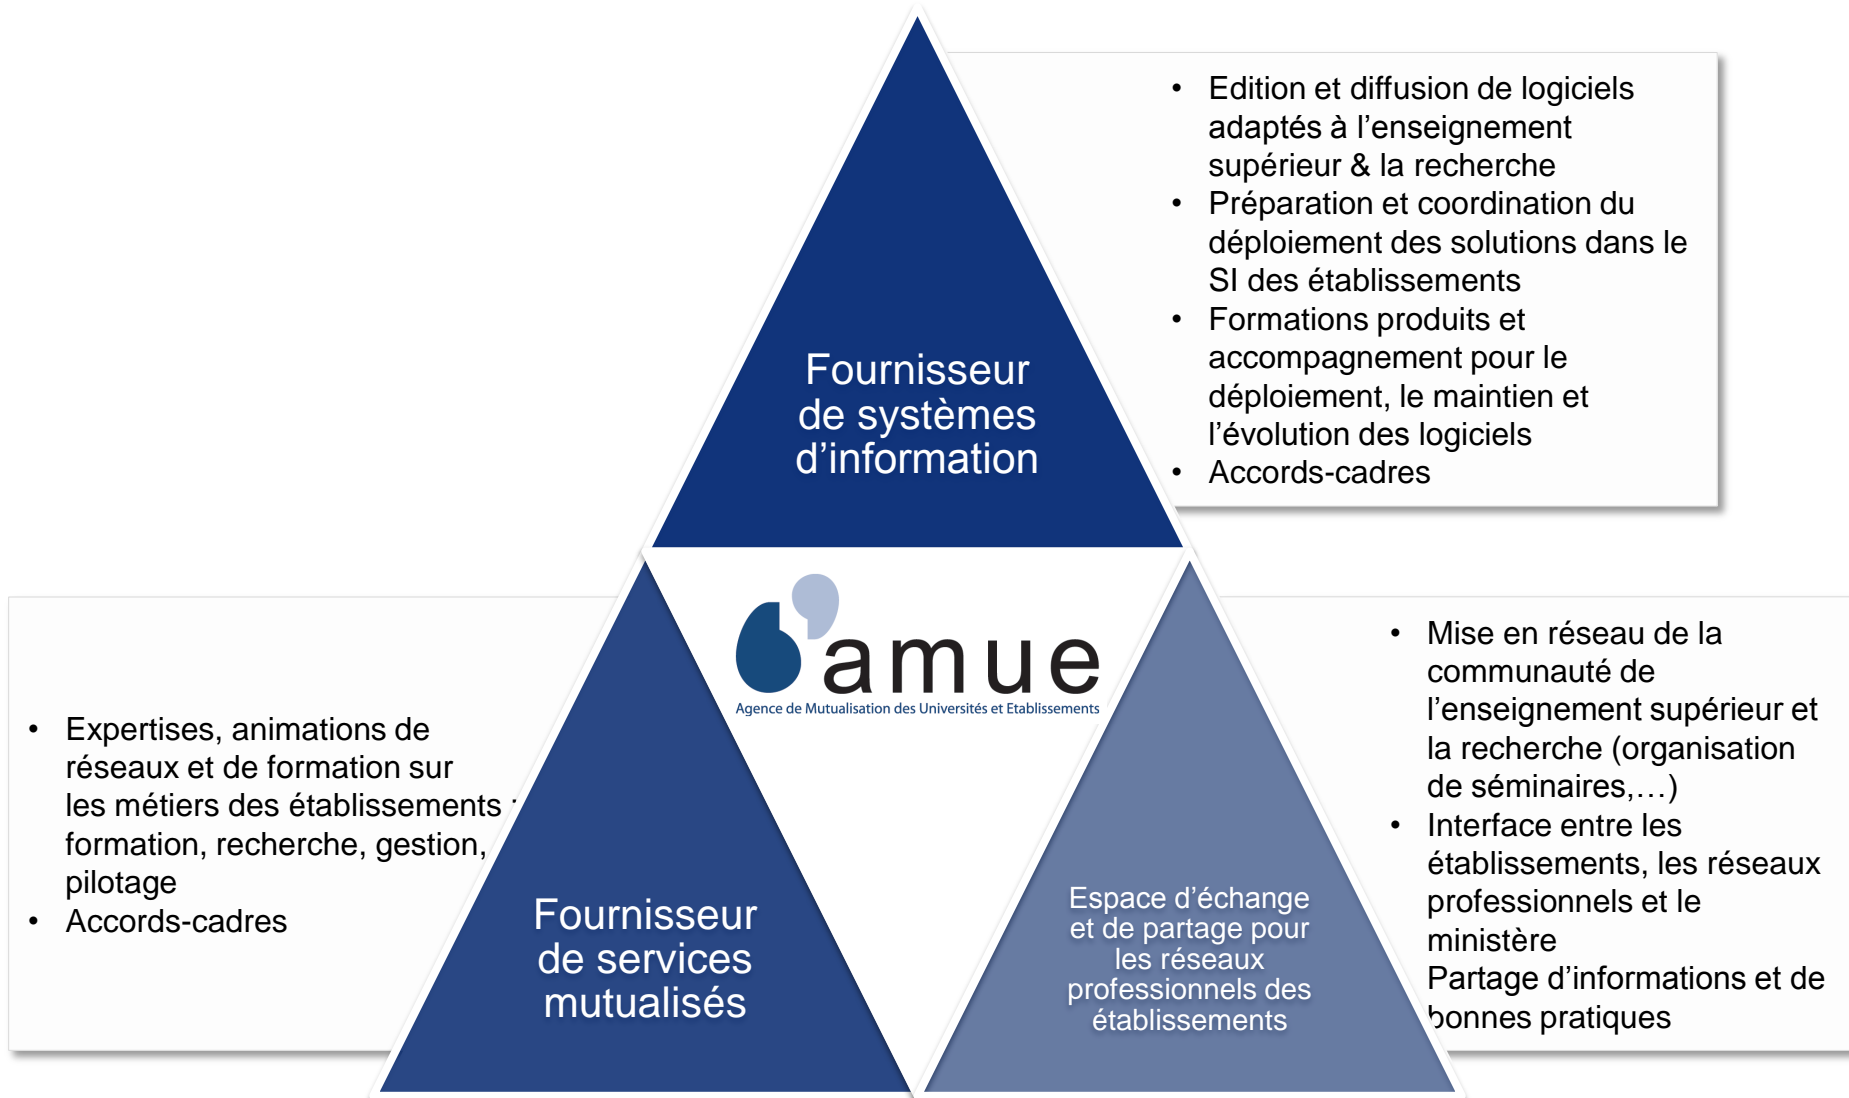 • Edition et diffusion de logiciels
adaptés à l’enseignement
supérieur & la recherche
• Préparation et coordination du
déploiement des solutions dans le
SI des établissements
• Formations produits et
accompagnement pour le
déploiement, le maintien et
l’évolution des logiciels
• Accords-cadres
Fournisseur
de systèmes
d’information
amue
Agence de Mutualisation des Universités et Etablissements
• Expertises, animations de
réseaux et de formation sur
les métiers des établissements :
formation, recherche, gestion,
pilotage
• Accords-cadres
Fournisseur
de services
mutualisés
Espace d’échange
et de partage pour
les réseaux
professionnels des
établissements
• Mise en réseau de la
communauté de
l’enseignement supérieur et
la recherche (organisation
de séminaires,…)
• Interface entre les
établissements, les réseaux
professionnels et le
ministère
Partage d’informations et de
bonnes pratiques